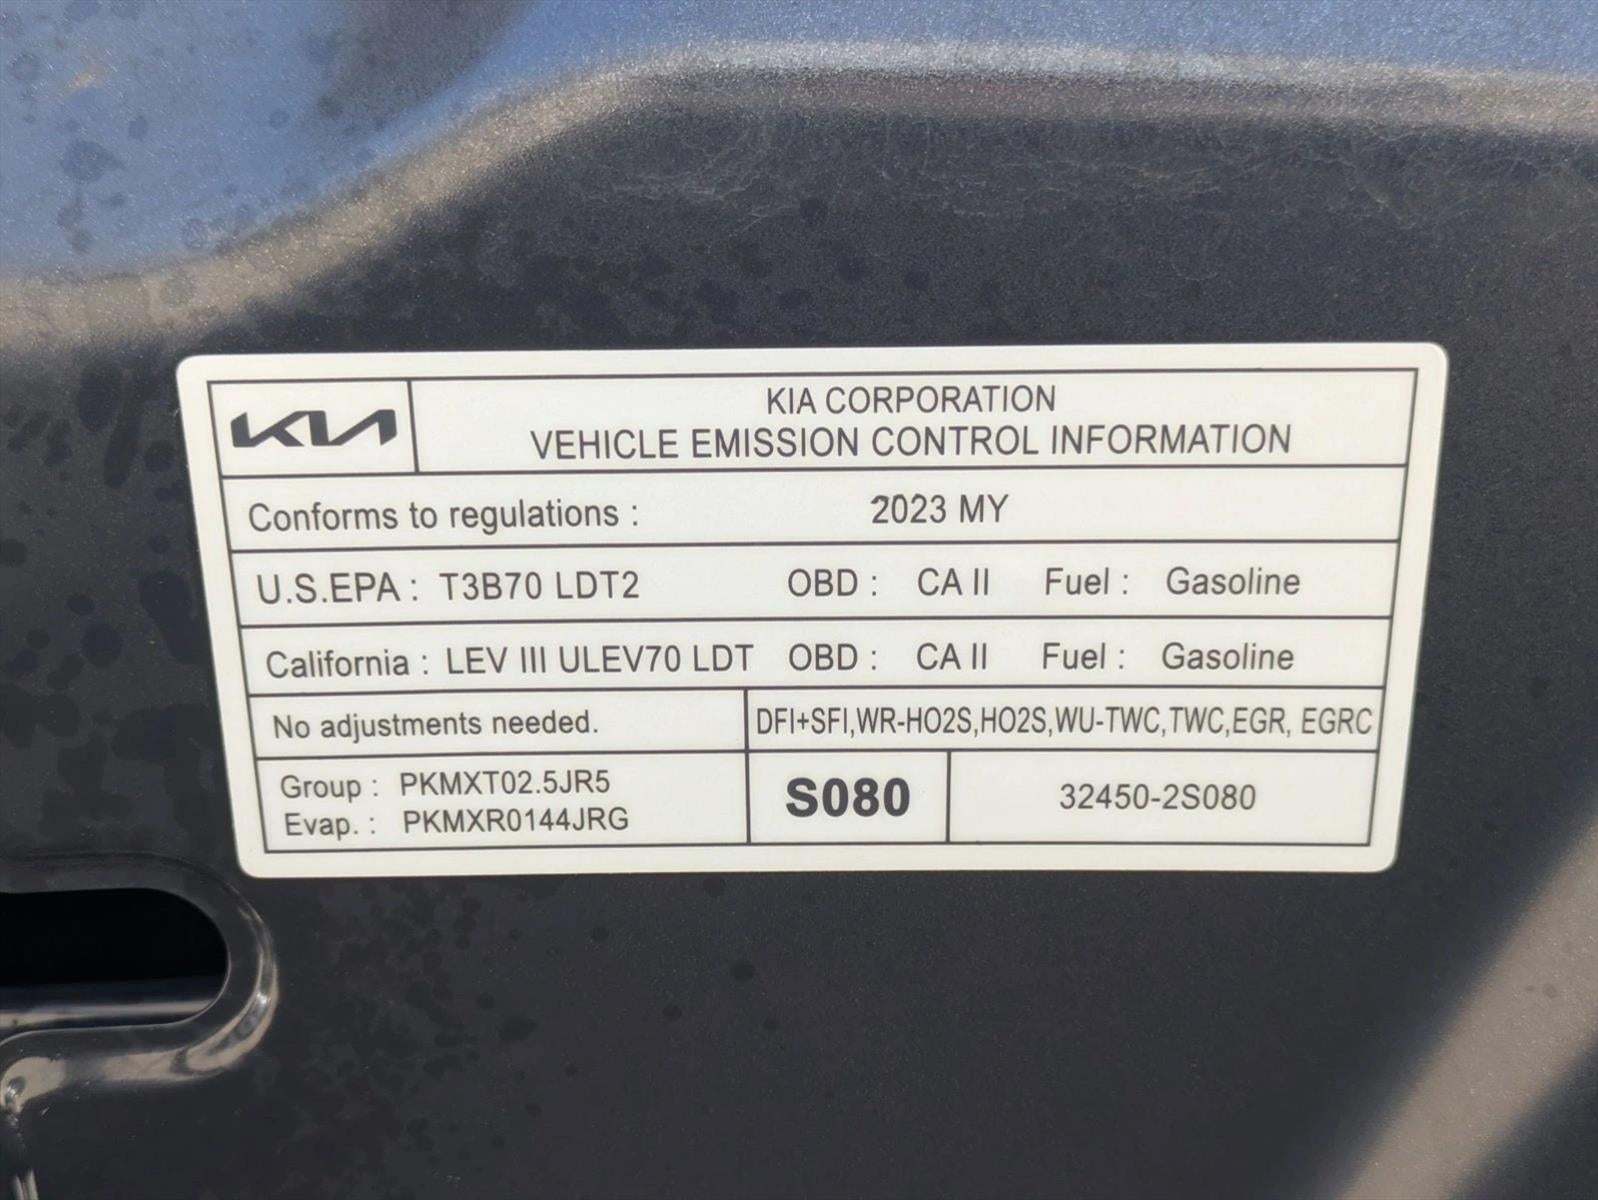 KIA KIA CORPORATION
VEHICLE EMISSION CONTROL INFORMATION
Conforms to regulations : 2023 MY
U.S.EPA : T3B70 LDT2 OBD : CA II Fuel : Gasoline
California : LEV III ULEV70 LDT OBD : CA II Fuel : Gasoline
No adjustments needed. DFI+SFI,WR-HO2S,HO2S,WU-TWC,TWC,EGR, EGRC
Group : PKMXT02.5JR5
Evap. : PKMXR0144JRG
S080 32450-2S080